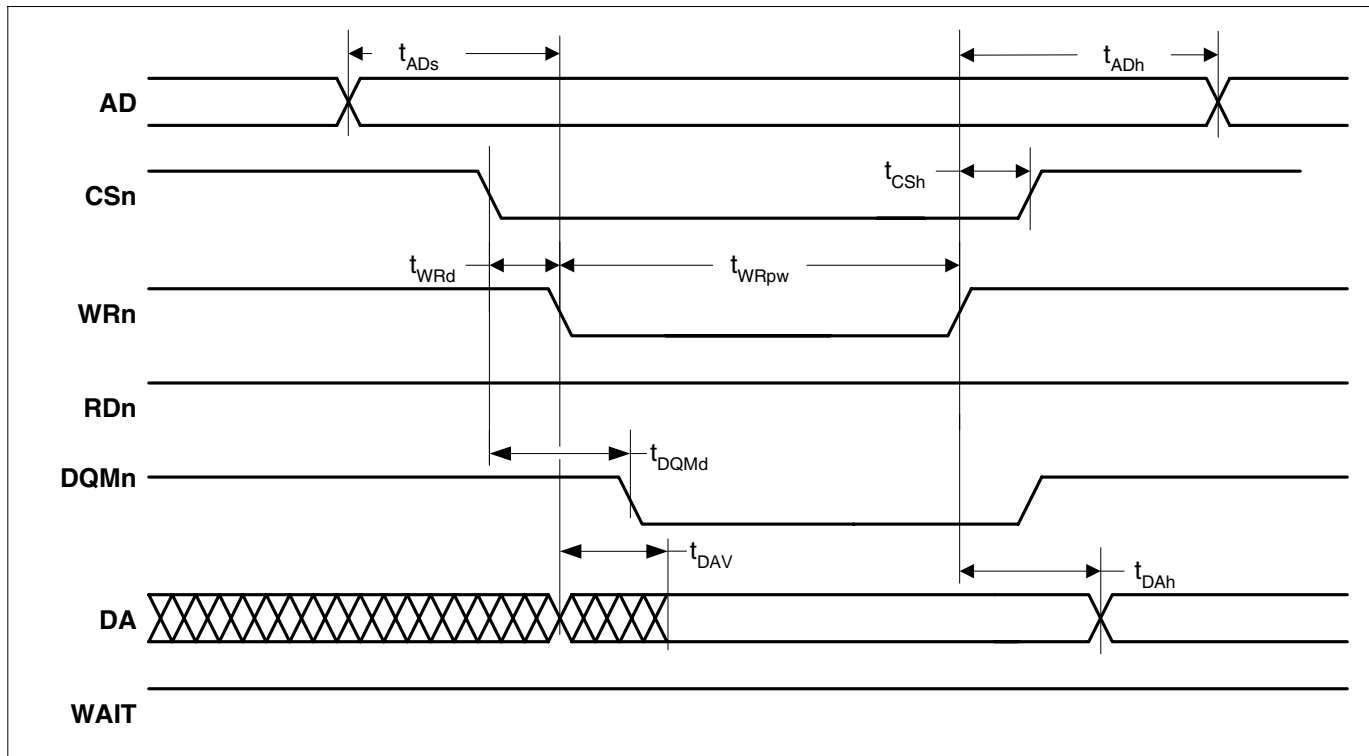 tADs
tADh
AD
CSn
tCSh
tWRd
tWRpw
WRn
RDn
tDQMd
DQMn
tDAV
tDAh
DA
WAIT